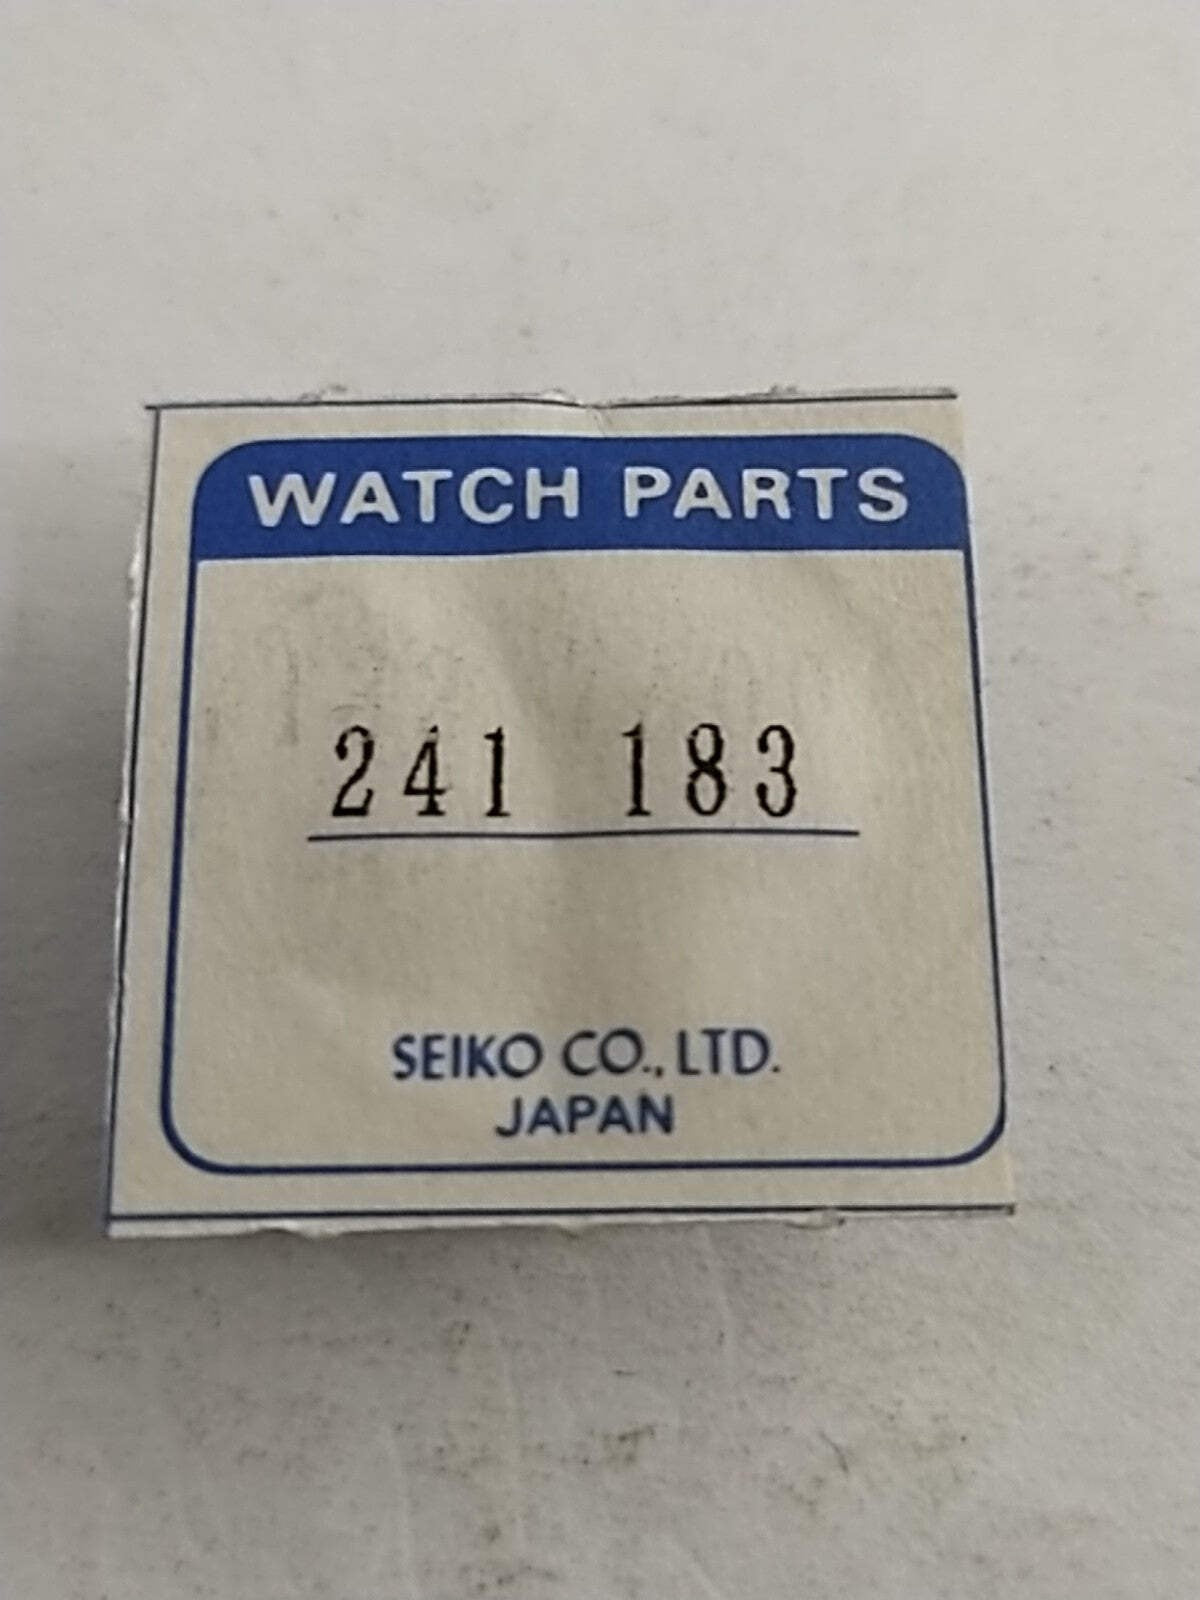 WATCH PARTS
241 183
SEIKO CO., LTD.
JAPAN